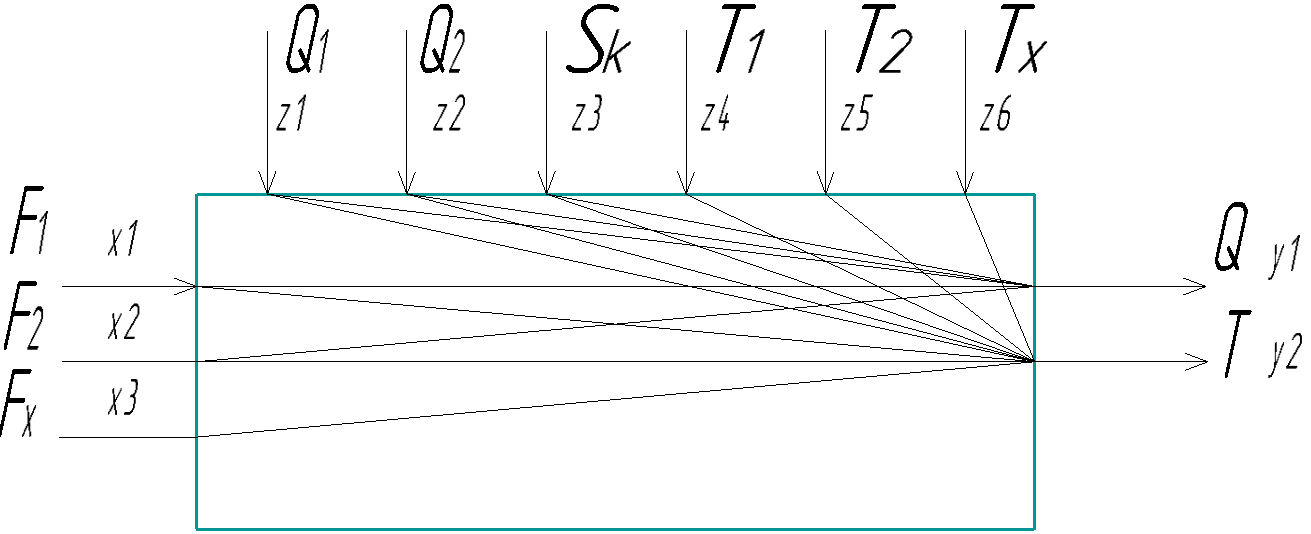 Q1 Q2 Sk T1 T2 Tx
z1 z2 z3 z4 z5 z6
F1 x1
Q y1
F2 x2
T y2
Fx x3